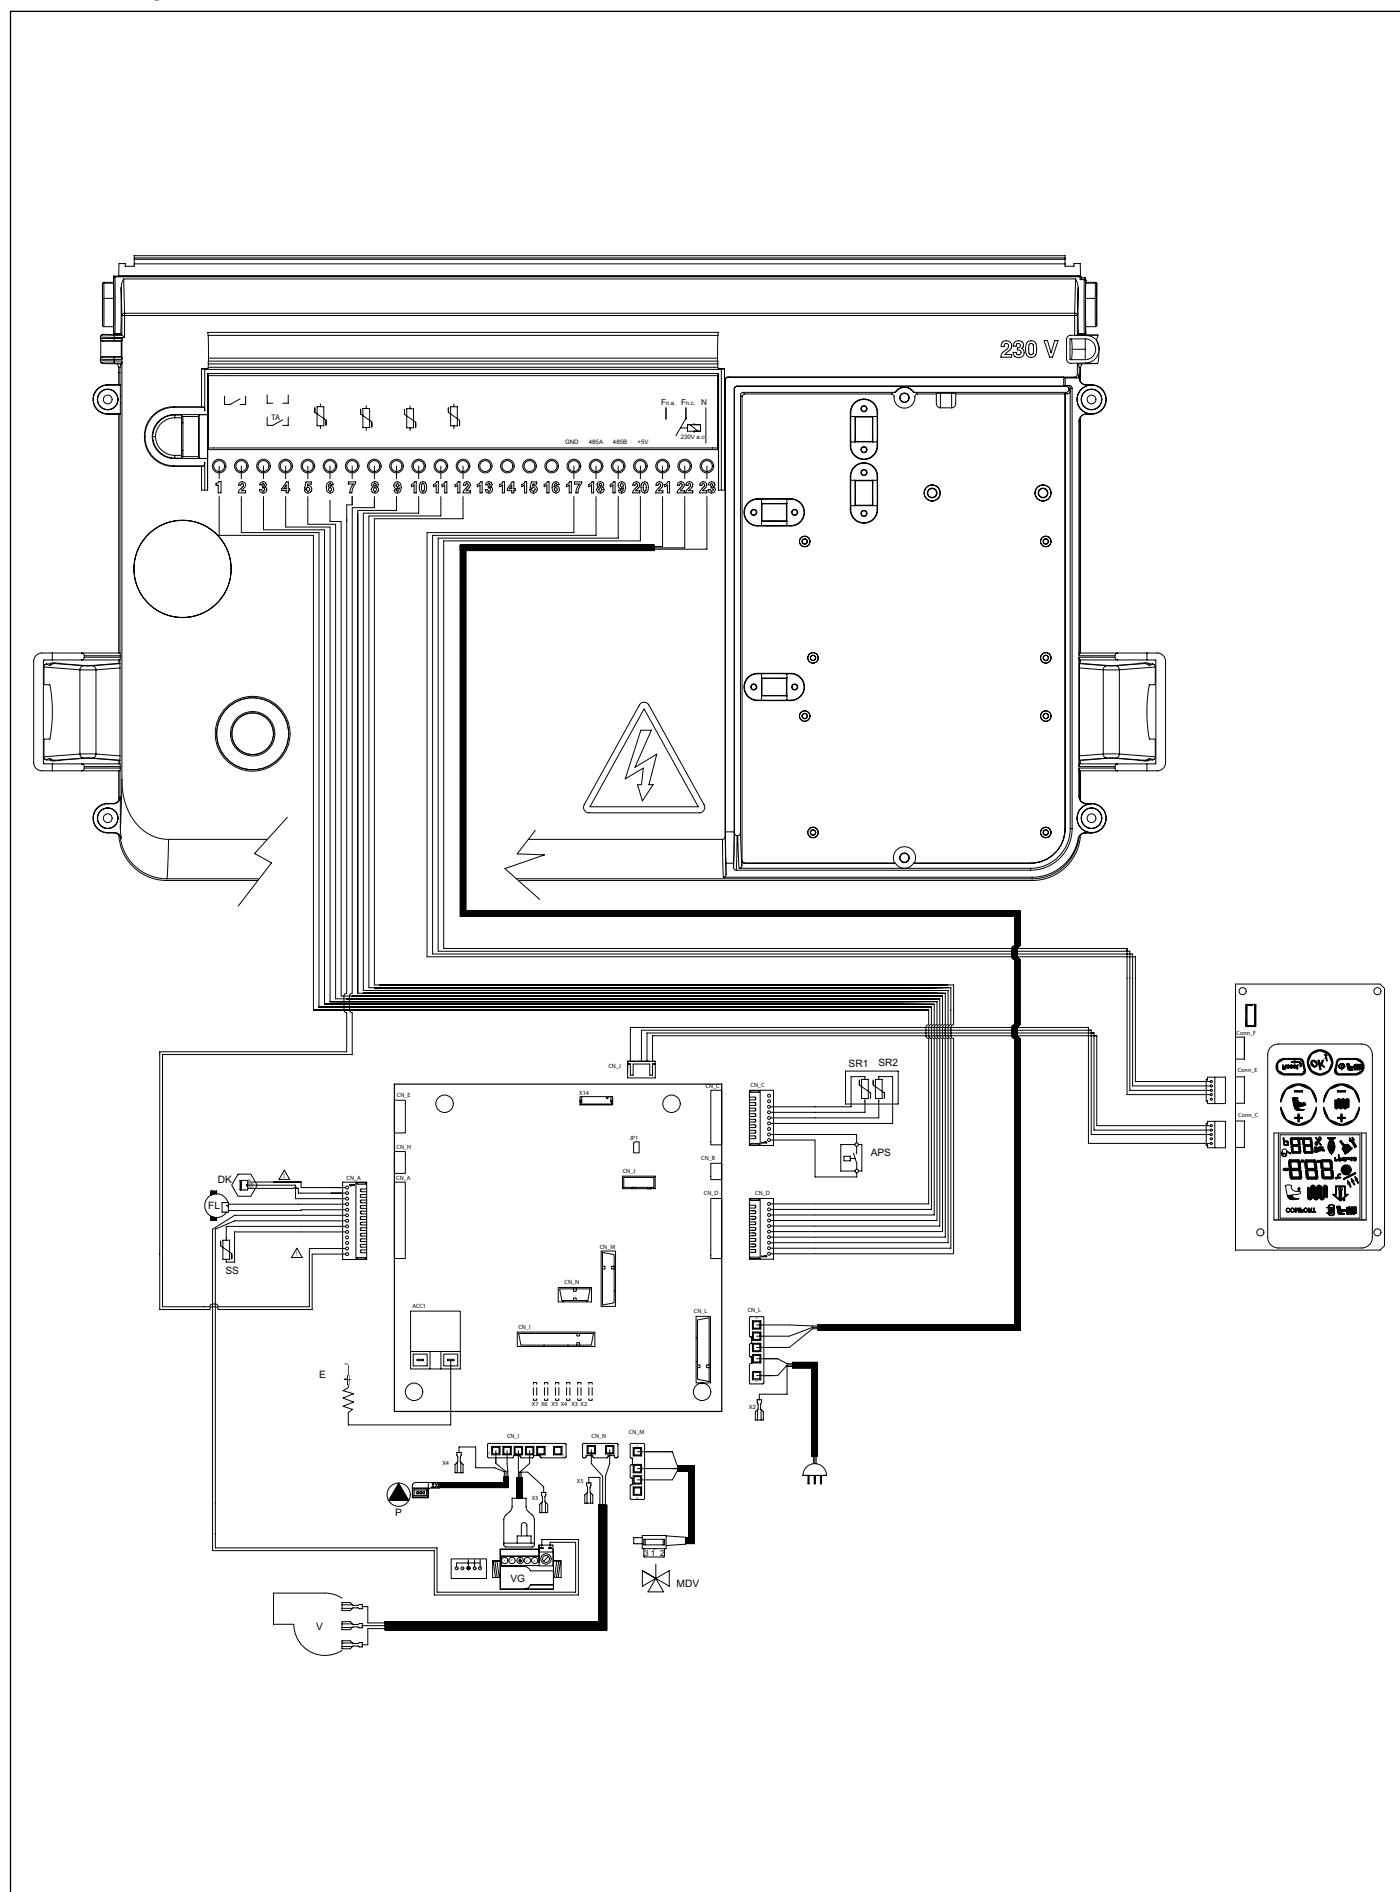 230 V
TA
Fn.a. Fn.c. N
230V a.c
GND 485A 485B +5V
1 2 3 4 5 6 7 8 9 10 11 12 13 14 15 16 17 18 19 20 21 22 23
CN_J
Conn_F
Conn_E
Conn_C
OK
COMFORT
SR1 SR2
APS
CN_C
CN_D
CN_E
CN_H
CN_A
X14
JP1
CN_J
CN_C
CN_B
CN_D
CN_M
CN_N
CN_I
CN_L
ACC1
X7 X6 X5 X4 X3 X2
DK
FL
SS
CN_A
E
CN_L
X2
CN_I
CN_N
CN_M
X4
X3
X5
P
VG
3 1 2
MDV
V